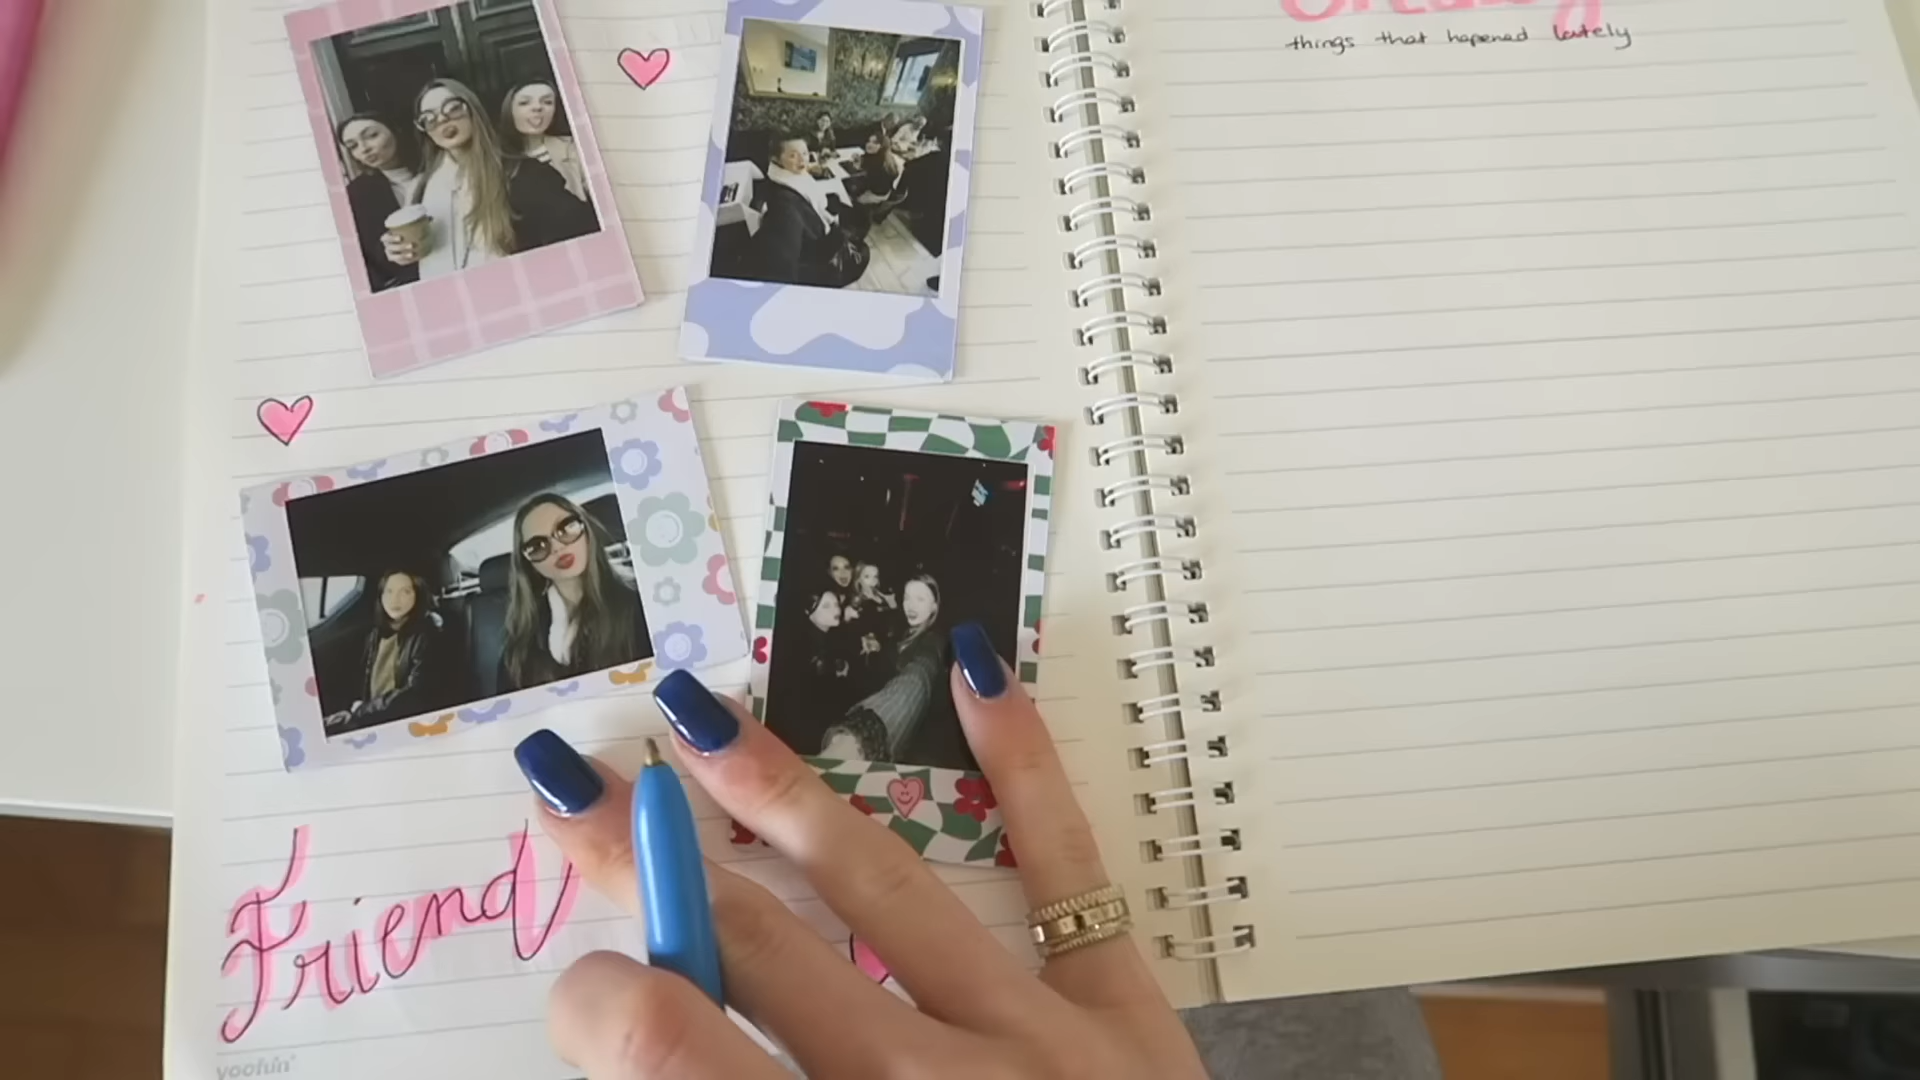 things that hapened lately
Friend
yoofun